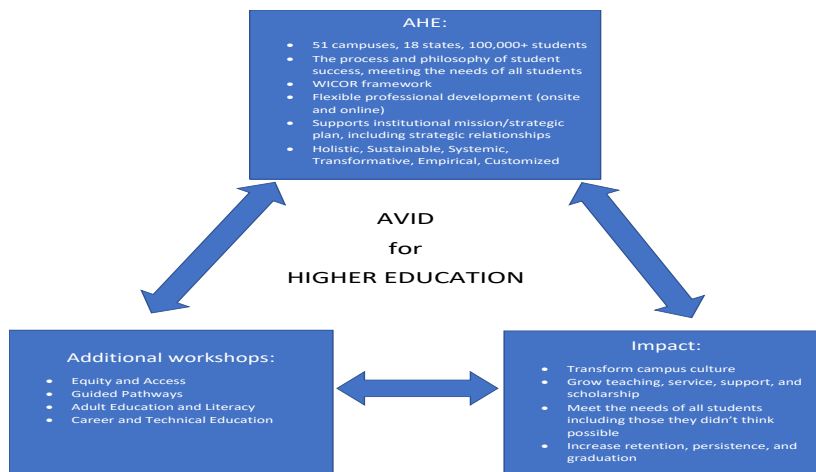 AHE:
• 51 campuses, 18 states, 100,000+ students
• The process and philosophy of student
success, meeting the needs of all students
• WICOR framework
• Flexible professional development (onsite
and online)
• Supports institutional mission/strategic
plan, including strategic relationships
• Holistic, Sustainable, Systemic,
Transformative, Empirical, Customized
AVID
for
HIGHER EDUCATION
Additional workshops:
• Equity and Access
• Guided Pathways
• Adult Education and Literacy
• Career and Technical Education
Impact:
• Transform campus culture
• Grow teaching, service, support, and
scholarship
• Meet the needs of all students
including those they didn’t think
possible
• Increase retention, persistence, and
graduation